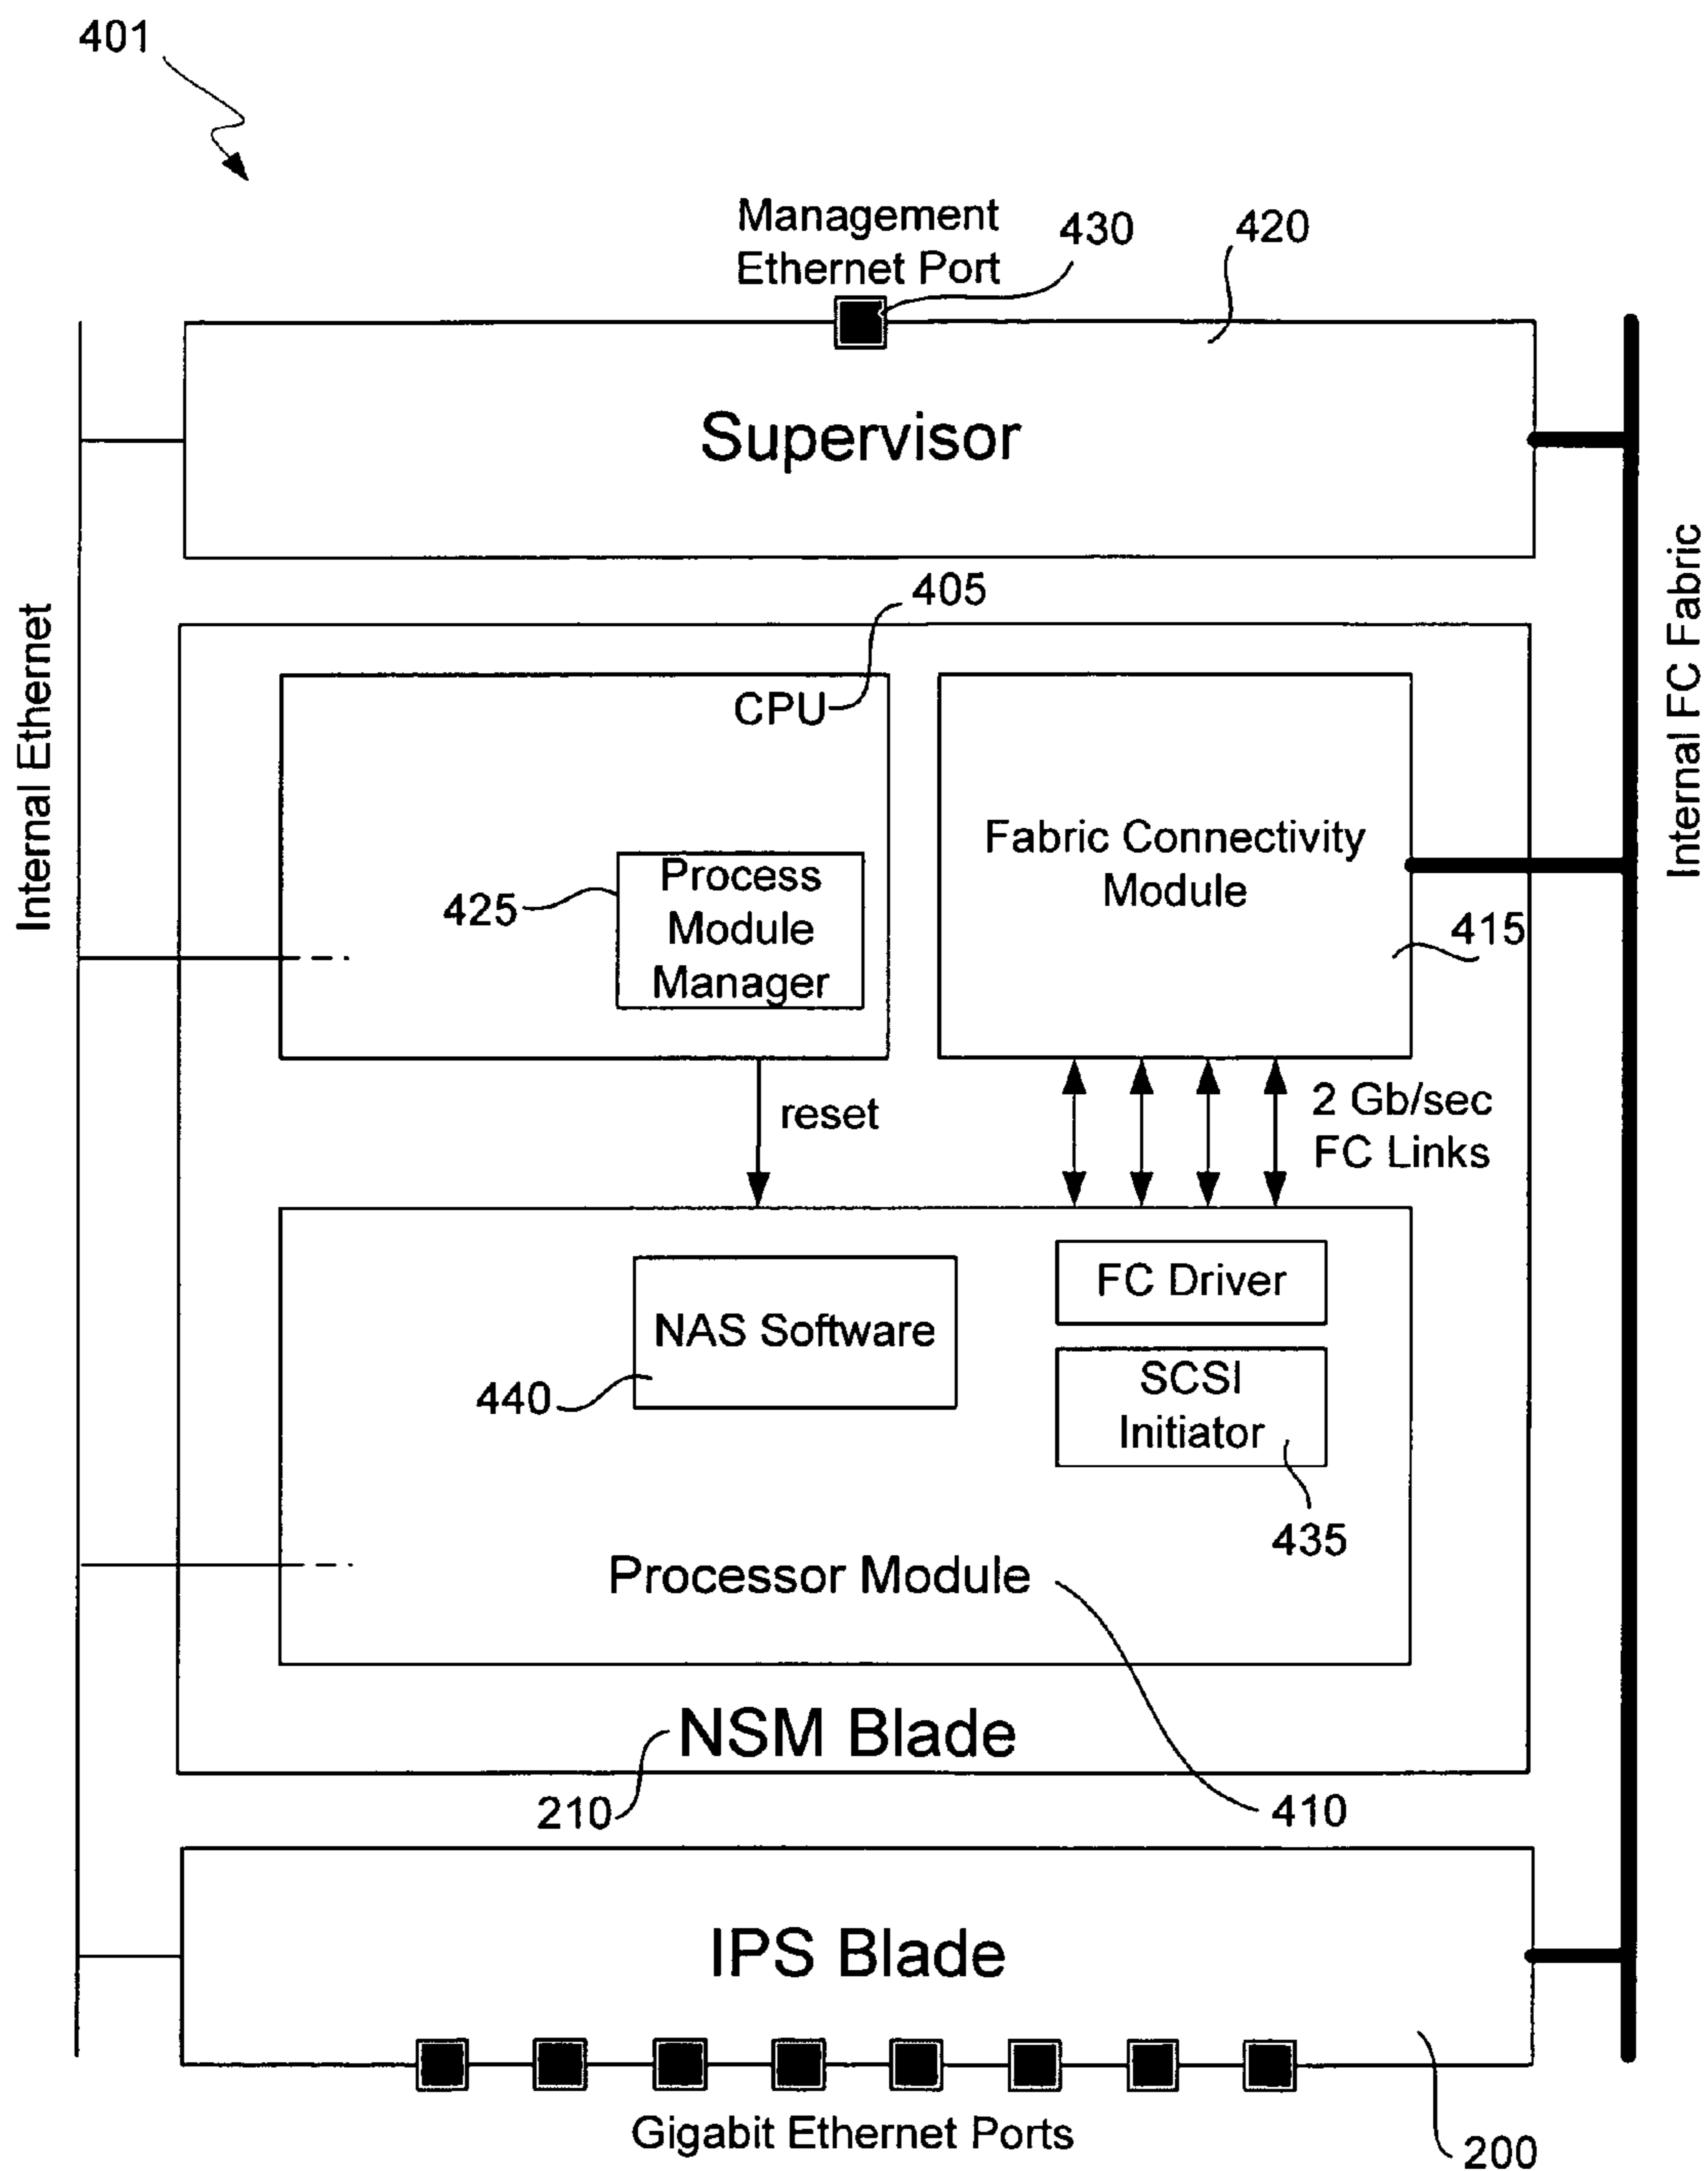 401
Management
Ethernet Port
430
420
Supervisor
Internal Ethernet
Internal FC Fabric
405
CPU
Process
Module
Manager
425
Fabric Connectivity
Module
415
reset
2 Gb/sec
FC Links
NAS Software
440
FC Driver
SCSI
Initiator
435
Processor Module
NSM Blade
210
410
IPS Blade
Gigabit Ethernet Ports
200